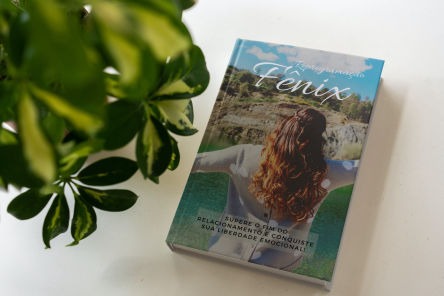 Reprogramação
Fênix
SUPERE O FIM DO
RELACIONAMENTO E CONQUISTE
SUA LIBERDADE EMOCIONAL!